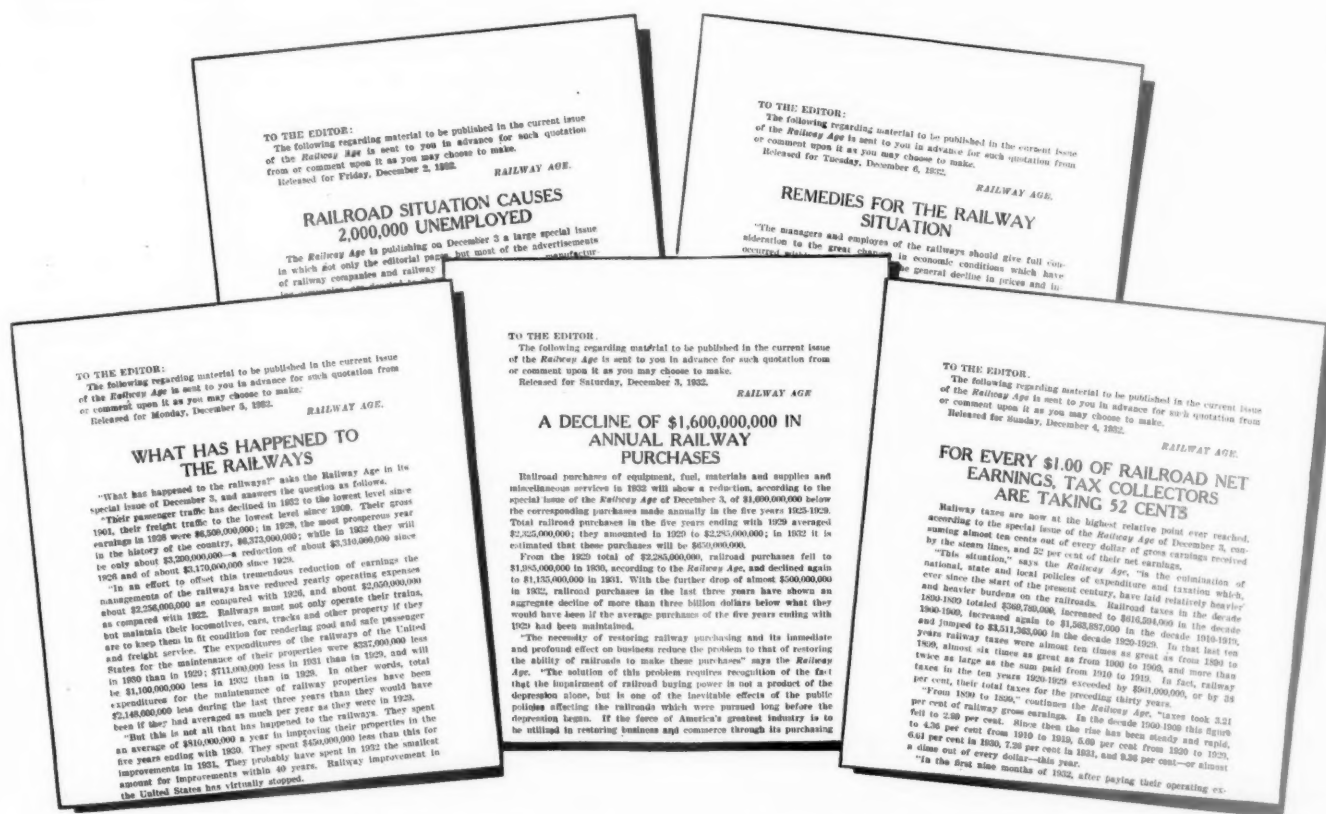 TO THE EDITOR:
The following regarding material to be published in the current issue
of the Railway Age is sent to you in advance for such quotation
from or comment upon it as you may choose to make.
Released for Friday, December 2, 1932.
RAILWAY AGE.
RAILROAD SITUATION CAUSES
2,000,000 UNEMPLOYED
The Railway Age is publishing on December 3 a large special issue
in which not only the editorial pages but most of the advertisements
of railway companies and railway manufactur-
TO THE EDITOR:
The following regarding material to be published in the current issue
of the Railway Age is sent to you in advance for such quotation from
or comment upon it as you may choose to make.
Released for Tuesday, December 6, 1932.
RAILWAY AGE.
REMEDIES FOR THE RAILWAY
SITUATION
"The managers and employes of the railways should give full con-
sideration to the great changes in economic conditions which have
occurred
the general decline in prices and in-
TO THE EDITOR:
The following regarding material to be published in the current issue
of the Railway Age is sent to you in advance for such quotation from
or comment upon it as you may choose to make.
Released for Monday, December 5, 1932.
RAILWAY AGE.
WHAT HAS HAPPENED TO
THE RAILWAYS
"What has happened to the railways?" asks the Railway Age in its
special issue of December 3, and answers the question as follows.
"Their passenger traffic has declined in 1932 to the lowest level since
1901, their freight traffic to the lowest level since 1909. Their gross
earnings in 1926 were $6,509,000,000; in 1929, the most prosperous year
in the history of the country, $6,373,000,000; while in 1932 they will
be only about $3,200,000,000—a reduction of about $3,310,000,000 since
1926 and of about $3,170,000,000 since 1929.
"In an effort to offset this tremendous reduction of earnings the
managements of the railways have reduced yearly operating expenses
about $2,256,000,000 as compared with 1926, and about $2,050,000,000
as compared with 1922. Railways must not only operate their trains,
but maintain their locomotives, cars, tracks and other property if they
are to keep them in fit condition for rendering good and safe passenger
and freight service. The expenditures of the railways of the United
States for the maintenance of their properties were $337,000,000 less
in 1930 than in 1929; $711,000,000 less in 1931 than in 1929, and will
be $1,100,000,000 less in 1932 than in 1929. In other words, total
expenditures for the maintenance of railway properties have been
$2,148,000,000 less during the last three years than they would have
been if they had averaged as much per year as they were in 1929.
"But this is not all that has happened to the railways. They spent
an average of $810,000,000 a year in improving their properties in the
five years ending with 1930. They spent $450,000,000 less than this for
improvements in 1931. They probably have spent in 1932 the smallest
amount for improvements within 40 years. Railway improvement in
the United States has virtually stopped.
TO THE EDITOR.
The following regarding material to be published in the current issue
of the Railway Age is sent to you in advance for such quotation from
or comment upon it as you may choose to make.
Released for Saturday, December 3, 1932.
RAILWAY AGE
A DECLINE OF $1,600,000,000 IN
ANNUAL RAILWAY
PURCHASES
Railroad purchases of equipment, fuel, materials and supplies and
miscellaneous services in 1932 will show a reduction, according to the
special issue of the Railway Age of December 3, of $1,600,000,000 below
the corresponding purchases made annually in the five years 1925-1929.
Total railroad purchases in the five years ending with 1929 averaged
$2,325,000,000; they amounted in 1929 to $2,285,000,000; in 1932 it is
estimated that these purchases will be $650,000,000.
From the 1929 total of $2,285,000,000, railroad purchases fell to
$1,985,000,000 in 1930, according to the Railway Age, and declined again
to $1,135,000,000 in 1931. With the further drop of almost $500,000,000
in 1932, railroad purchases in the last three years have shown an
aggregate decline of more than three billion dollars below what they
would have been if the average purchases of the five years ending with
1929 had been maintained.
"The necessity of restoring railway purchasing and its immediate
and profound effect on business reduce the problem to that of restoring
the ability of railroads to make these purchases" says the Railway
Age. "The solution of this problem requires recognition of the fact
that the impairment of railroad buying power is not a product of the
depression alone, but is one of the inevitable effects of the public
policies affecting the railroads which were pursued long before the
depression began. If the force of America's greatest industry is to
be utilized in restoring business and commerce through its purchasing
TO THE EDITOR.
The following regarding material to be published in the current issue
of the Railway Age is sent to you in advance for such quotation from
or comment upon it as you may choose to make.
Released for Sunday, December 4, 1932.
RAILWAY AGE.
FOR EVERY $1.00 OF RAILROAD NET
EARNINGS, TAX COLLECTORS
ARE TAKING 52 CENTS
Railway taxes are now at the highest relative point ever reached,
according to the special issue of the Railway Age of December 3, con-
suming almost ten cents out of every dollar of gross earnings received
by the steam lines, and 52 per cent of their net earnings.
"This situation," says the Railway Age, "is the culmination of
national, state and local policies of expenditure and taxation which,
ever since the start of the present century, have laid relatively heavier
and heavier burdens on the railroads. Railroad taxes in the decade
1890-1899 totaled $369,780,000, increased to $616,594,000 in the decade
1900-1909, increased again to $1,563,887,000 in the decade 1910-1919,
and jumped to $3,511,363,000 in the decade 1920-1929. In that last ten
years railway taxes were almost ten times as great as from 1890 to
1899, almost six times as great as from 1900 to 1909, and more than
twice as large as the sum paid from 1910 to 1919. In fact, railway
taxes in the ten years 1920-1929 exceeded by $961,000,000, or by 38
per cent, their total taxes for the preceding thirty years.
"From 1890 to 1899," continues the Railway Age, "taxes took 3.21
per cent of railway gross earnings. In the decade 1900-1909 this figure
fell to 2.99 per cent. Since then the rise has been steady and rapid,
to 4.36 per cent from 1910 to 1919, 5.69 per cent from 1920 to 1929,
6.61 per cent in 1930, 7.26 per cent in 1931, and 9.36 per cent—or almost
a dime out of every dollar—this year.
"In the first nine months of 1932, after paying their operating ex-